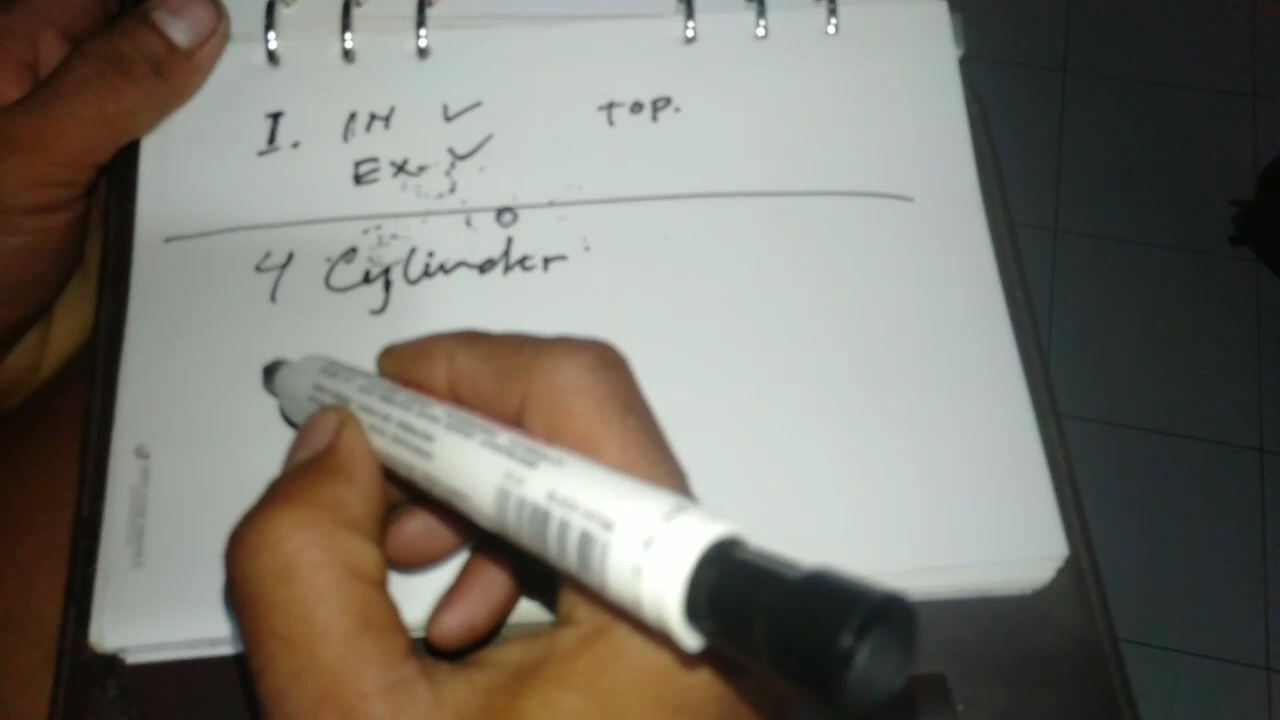 I. IN ✓ TOP.
Ex. ✓
4 Cylinder